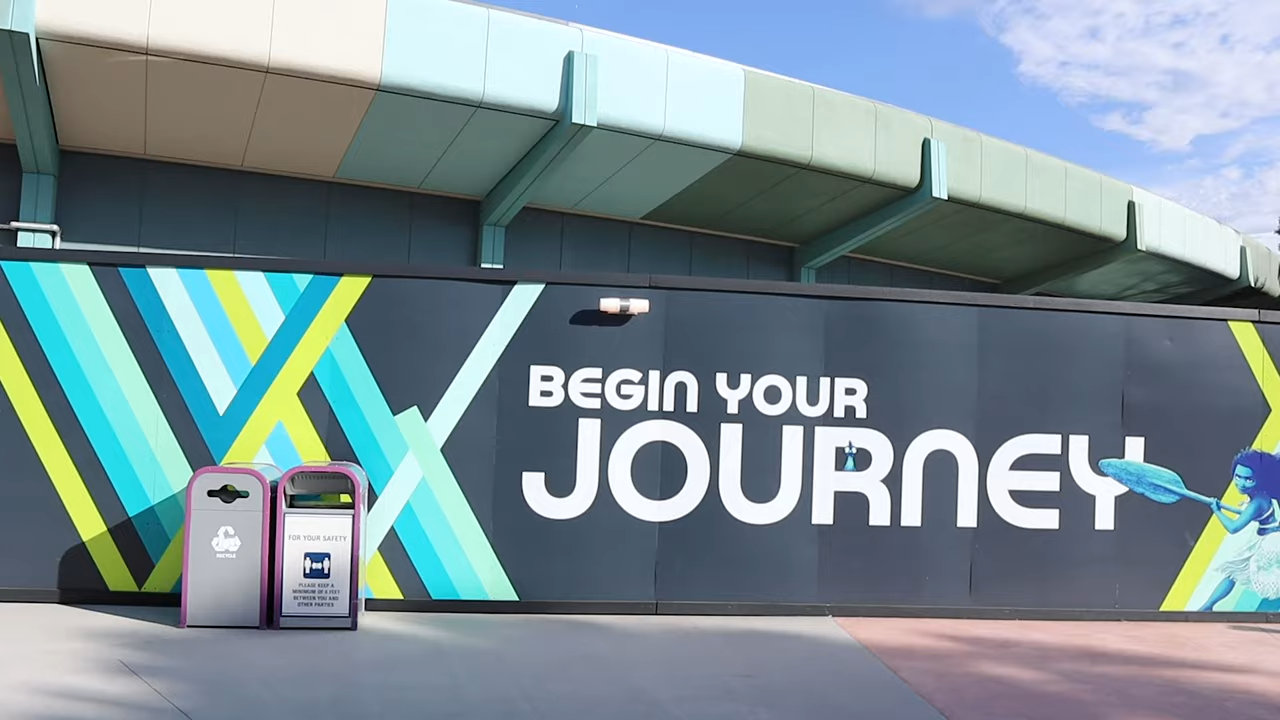 BEGIN YOUR
JOURNEY
RECYCLE
FOR YOUR SAFETY
PLEASE KEEP A
MINIMUM OF 6 FEET
BETWEEN YOU AND
OTHER PARTIES